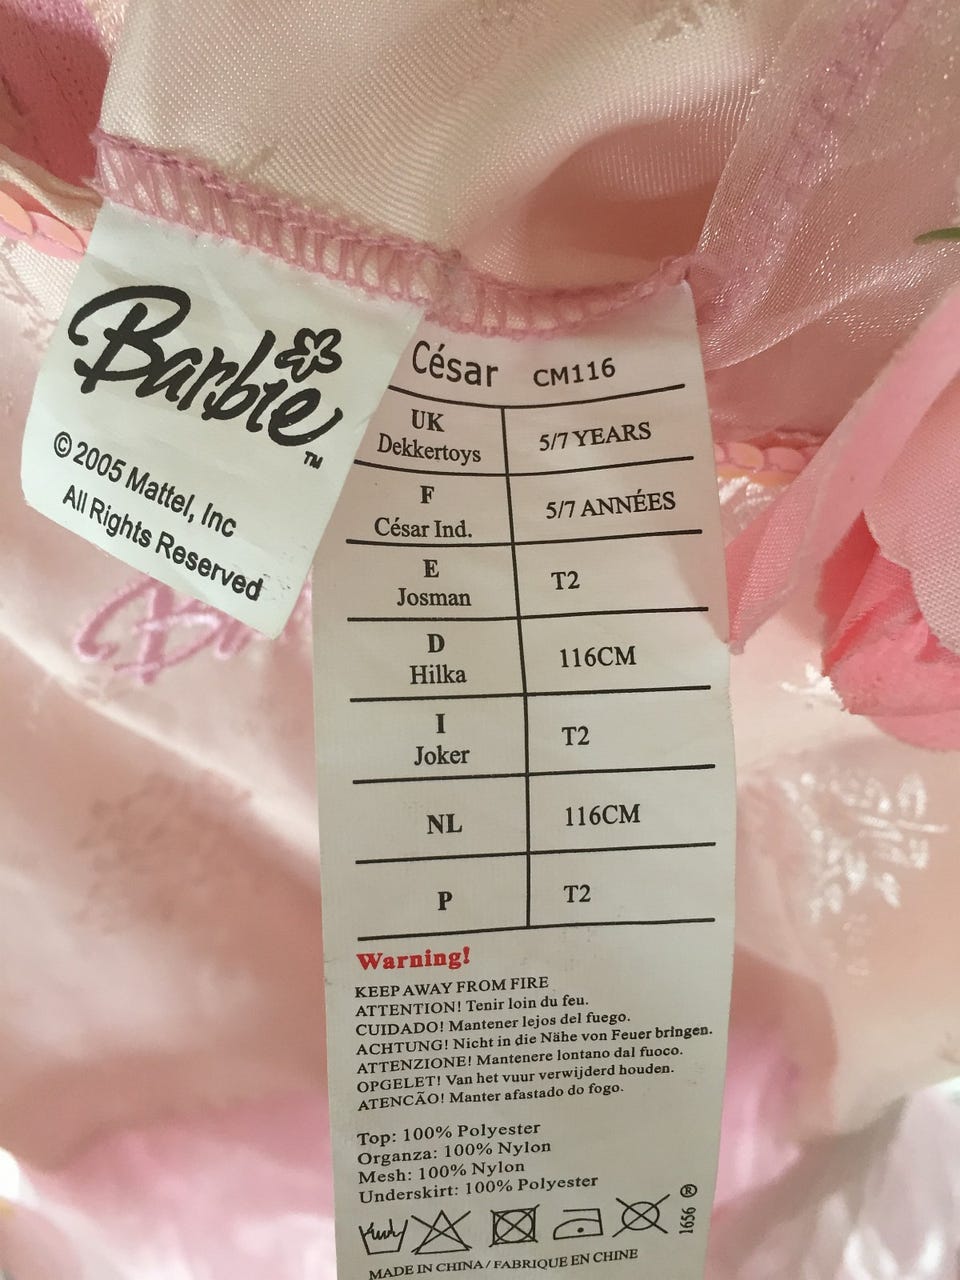 Barbie™
© 2005 Mattel, Inc
All Rights Reserved
César CM116
UK
Dekkertoys
5/7 YEARS
F
César Ind.
5/7 ANNÉES
E
Josman
T2
D
Hilka
116CM
I
Joker
T2
NL
116CM
P
T2
Warning!
KEEP AWAY FROM FIRE
ATTENTION! Tenir loin du feu.
CUIDADO! Mantener lejos del fuego.
ACHTUNG! Nicht in die Nähe von Feuer bringen.
ATTENZIONE! Mantenere lontano dal fuoco.
OPGELET! Van het vuur verwijderd houden.
ATENCÃO! Manter afastado do fogo.
Top: 100% Polyester
Organza: 100% Nylon
Mesh: 100% Nylon
Underskirt: 100% Polyester
1656 ®
MADE IN CHINA / FABRIQUE EN CHINE